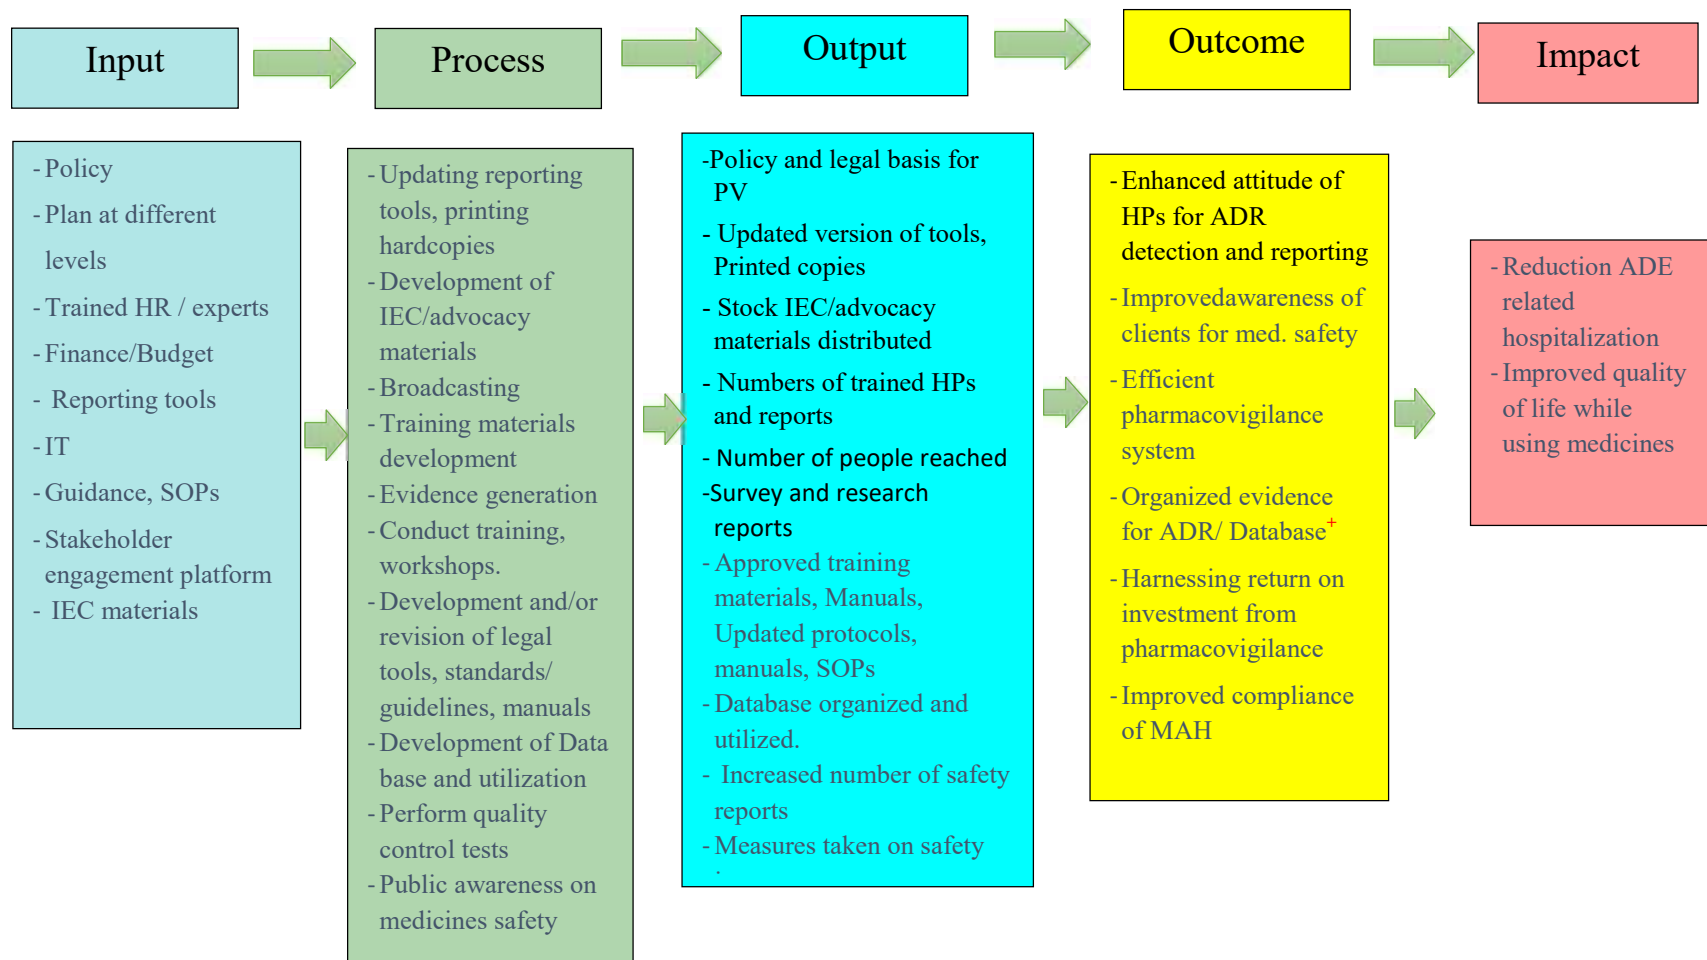 Input
Process
Output
Outcome
Impact
- Policy
- Plan at different
levels
- Trained HR / experts
- Finance/Budget
- Reporting tools
- IT
- Guidance, SOPs
- Stakeholder
engagement platform
- IEC materials
- Updating reporting
tools, printing
hardcopies
- Development of
IEC/advocacy
materials
- Broadcasting
- Training materials
development
- Evidence generation
- Conduct training,
workshops.
- Development and/or
revision of legal
tools, standards/
guidelines, manuals
- Development of Data
base and utilization
- Perform quality
control tests
- Public awareness on
medicines safety
-Policy and legal basis for
PV
- Updated version of tools,
Printed copies
- Stock IEC/advocacy
materials distributed
- Numbers of trained HPs
and reports
- Number of people reached
-Survey and research
reports
- Approved training
materials, Manuals,
Updated protocols,
manuals, SOPs
- Database organized and
utilized.
- Increased number of safety
reports
- Measures taken on safety
- Enhanced attitude of
HPs for ADR
detection and reporting
- Improvedawareness of
clients for med. safety
- Efficient
pharmacovigilance
system
- Organized evidence
for ADR/ Database+
- Harnessing return on
investment from
pharmacovigilance
- Improved compliance
of MAH
- Reduction ADE
related
hospitalization
- Improved quality
of life while
using medicines